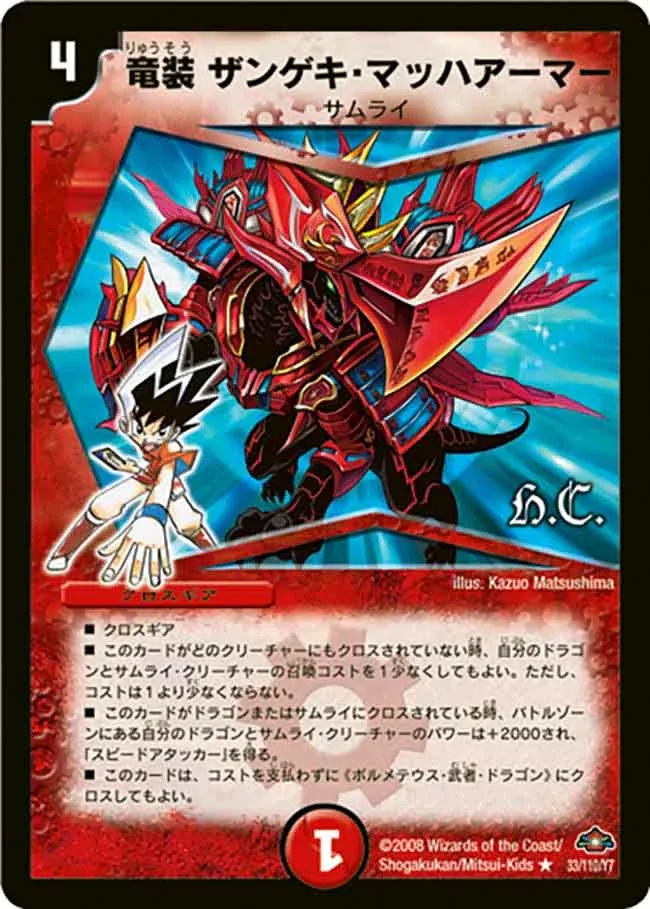 4
りゅうそう
竜装 ザンゲキ・マッハアーマー
サムライ
H.C.
illus. Kazuo Matsushima
クロスギア
■ クロスギア
■ このカードがどのクリーチャーにもクロスされていない時、自分のドラゴ
ンとサムライ・クリーチャーの召喚コストを1少なくしてもよい。ただし、
コストは1より少なくならない。
■ このカードがドラゴンまたはサムライにクロスされている時、バトルゾー
ンにある自分のドラゴンとサムライ・クリーチャーのパワーは+2000され、
「スピードアタッカー」を得る。
■ このカードは、コストを支払わずに《ボルメテウス・武者・ドラゴン》にク
ロスしてもよい。
1
©2008 Wizards of the Coast/
Shogakukan/Mitsui-Kids ★ 33/110/Y7